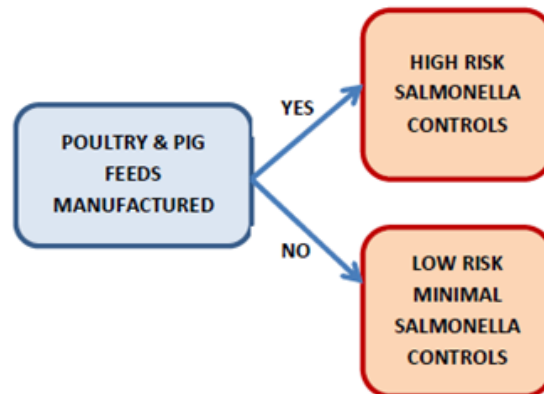 POULTRY & PIG
FEEDS
MANUFACTURED
YES
HIGH RISK
SALMONELLA
CONTROLS
NO
LOW RISK
MINIMAL
SALMONELLA
CONTROLS